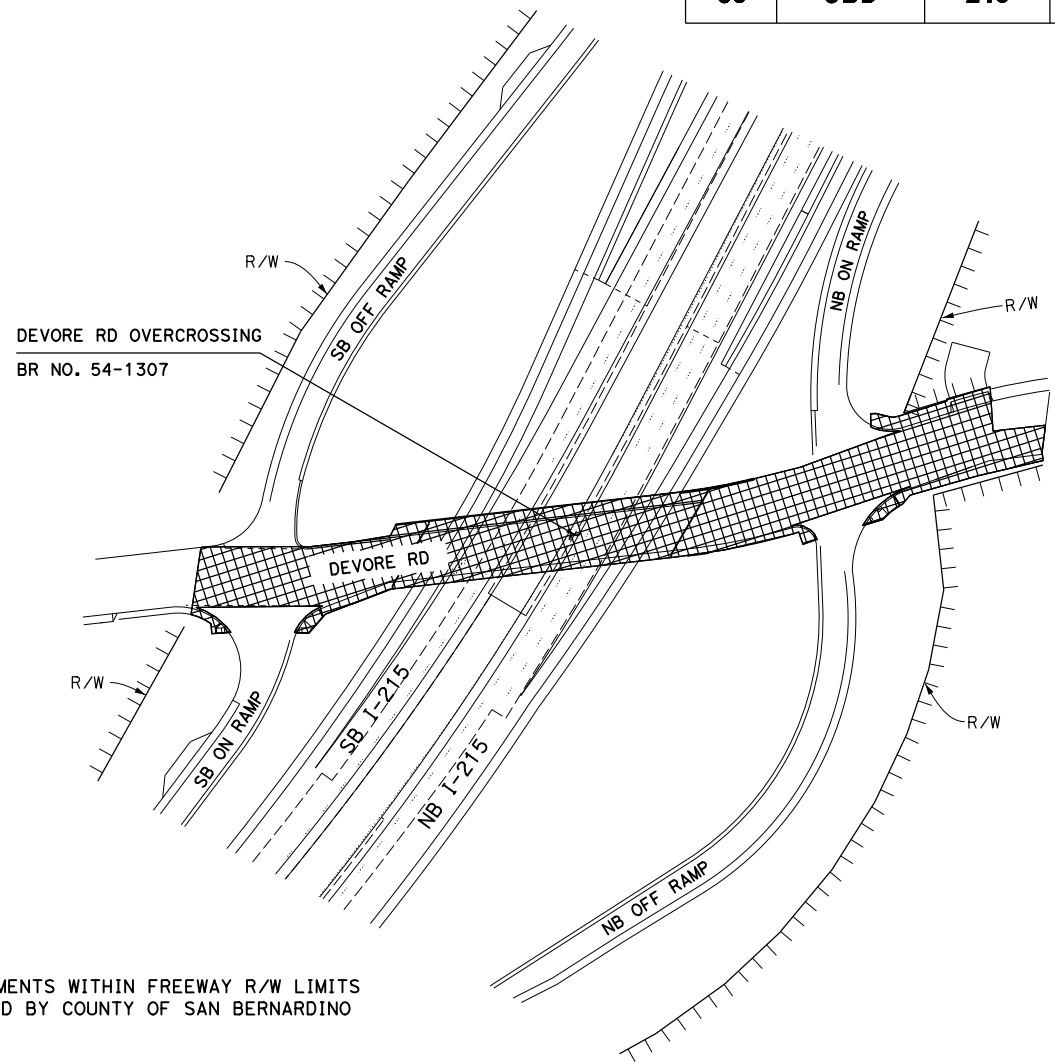 R/W
SB OFF RAMP
NB ON RAMP
R/W
DEVORE RD OVERCROSSING
BR NO. 54-1307
DEVORE RD
R/W
SB ON RAMP
SB I-215
NB I-215
R/W
NB OFF RAMP
MENTS WITHIN FREEWAY R/W LIMITS
D BY COUNTY OF SAN BERNARDINO